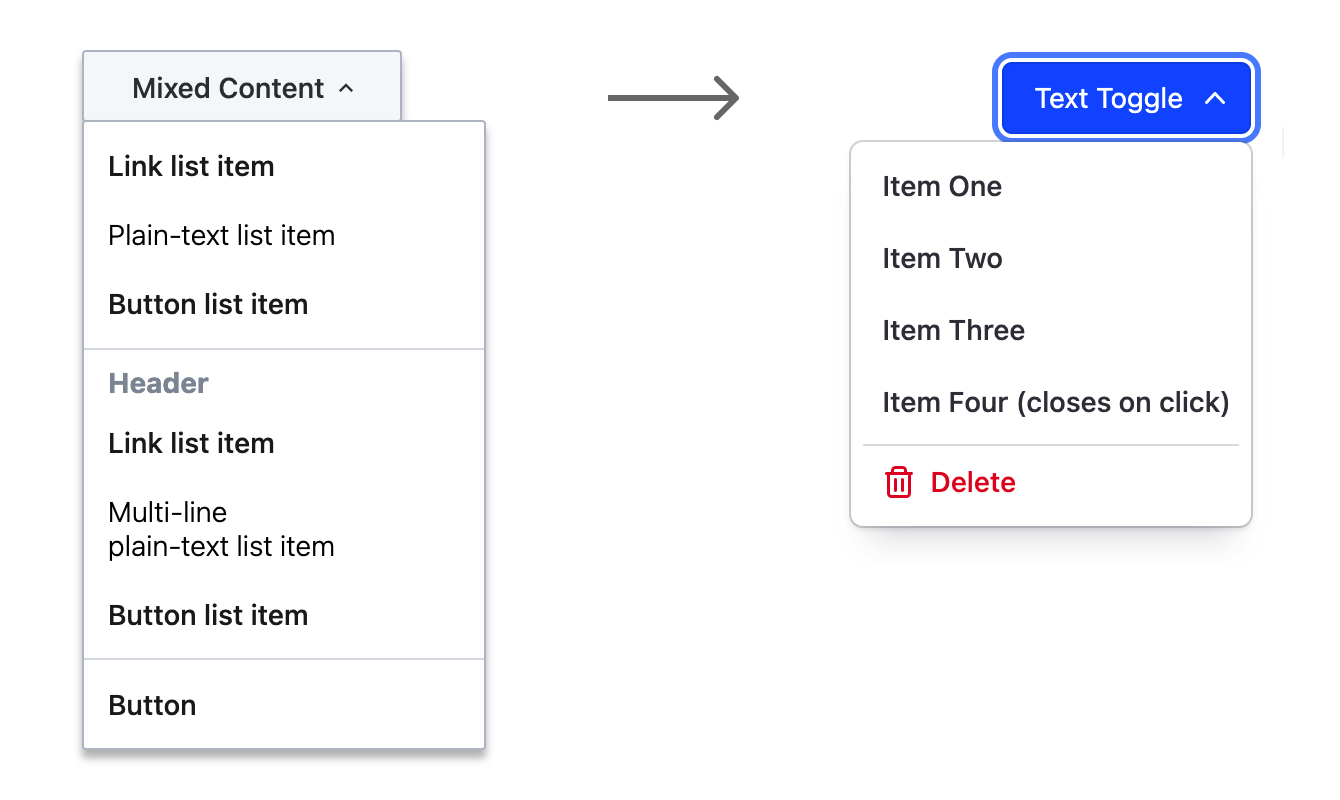 Mixed Content
Link list item
Plain-text list item
Button list item
Header
Link list item
Multi-line
plain-text list item
Button list item
Button
Text Toggle
Item One
Item Two
Item Three
Item Four (closes on click)
Delete